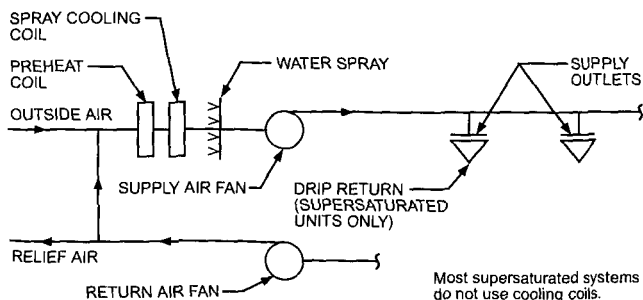 SPRAY COOLING
COIL
PREHEAT
COIL
WATER SPRAY
SUPPLY
OUTLETS
OUTSIDE AIR
SUPPLY AIR FAN
DRIP RETURN
(SUPERSATURATED
UNITS ONLY)
RELIEF AIR
RETURN AIR FAN
Most supersaturated systems
do not use cooling coils.